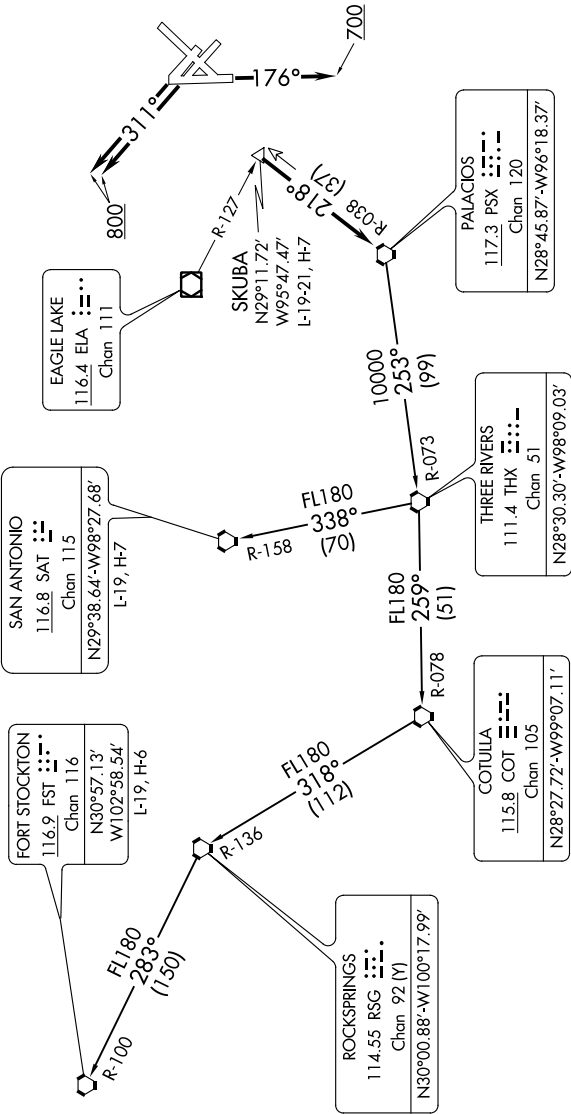 FORT STOCKTON
116.9 FST
Chan 116
N30°57.13'
W102°58.54'
L-19, H-6
SAN ANTONIO
116.8 SAT
Chan 115
N29°38.64'-W98°27.68'
L-19, H-7
EAGLE LAKE
116.4 ELA
Chan 111
800
311°
176°
700
R-127
SKUBA
N29°11.72'
W95°47.47'
L-19-21, H-7
218°
(37)
R-038
FL180
283°
(150)
R-100
R-136
FL180
318°
(112)
FL180
338°
(70)
R-158
FL180
259°
(51)
R-078
10000
253°
(99)
R-073
ROCKSPRINGS
114.55 RSG
Chan 92 (Y)
N30°00.88'-W100°17.99'
COTULLA
115.8 COT
Chan 105
N28°27.72'-W99°07.11'
THREE RIVERS
111.4 THX
Chan 51
N28°30.30'-W98°09.03'
PALACIOS
117.3 PSX
Chan 120
N28°45.87'-W96°18.37'